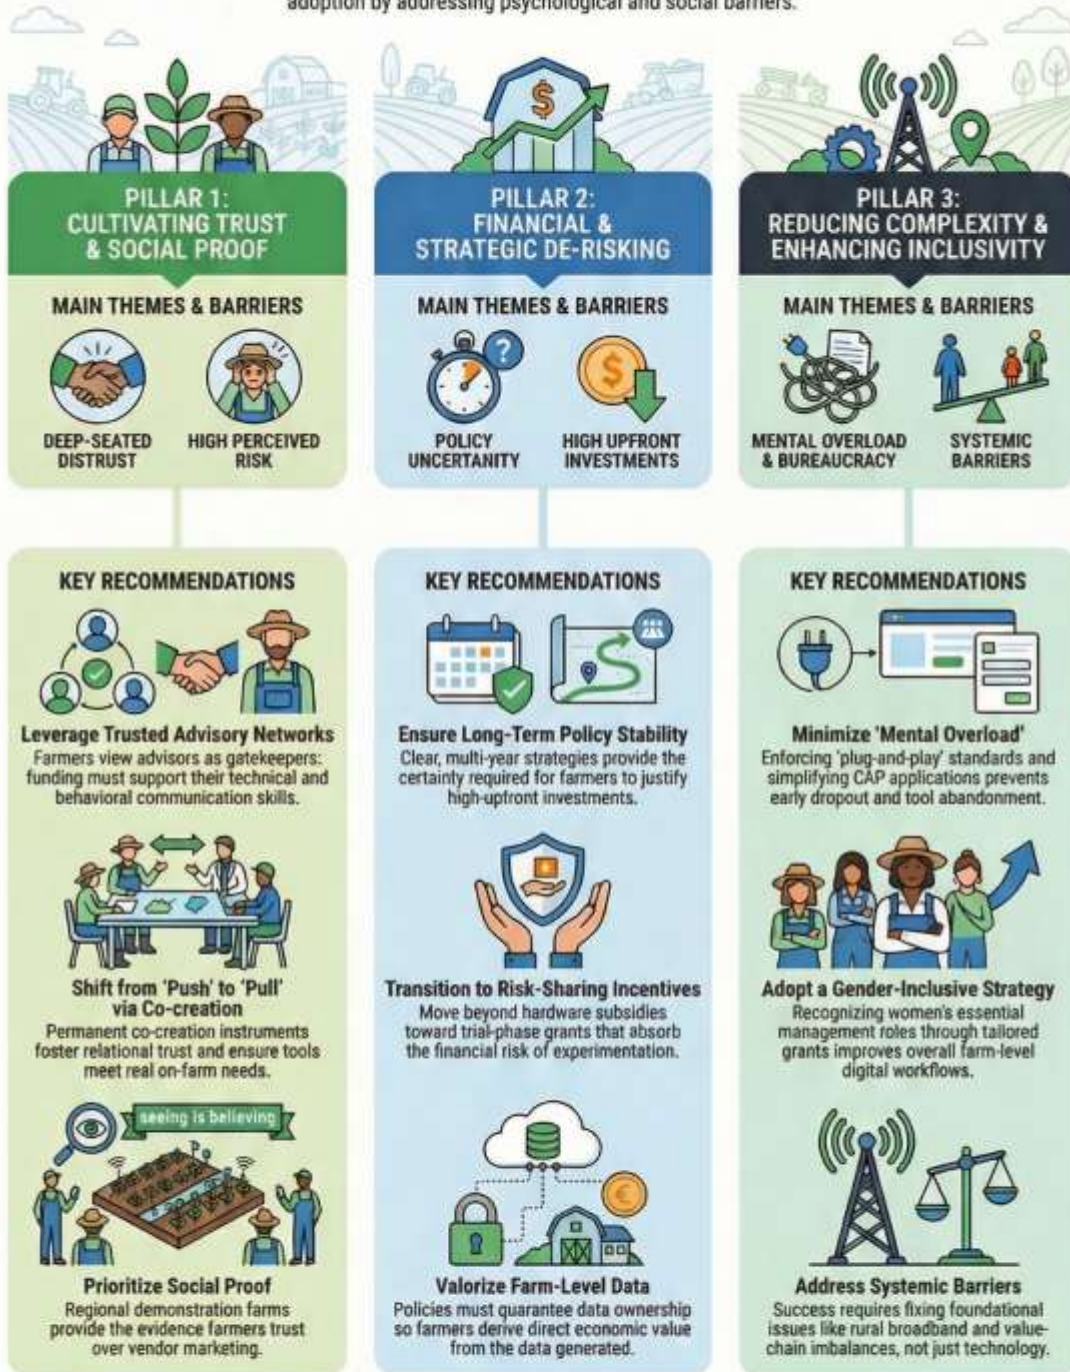 adoption by addressing psychological and social barriers.
PILLAR 1:
CULTIVATING TRUST
& SOCIAL PROOF
MAIN THEMES & BARRIERS
DEEP-SEATED
DISTRUST
HIGH PERCEIVED
RISK
KEY RECOMMENDATIONS
Leverage Trusted Advisory Networks
Farmers view advisors as gatekeepers:
funding must support their technical and
behavioral communication skills.
Shift from 'Push' to 'Pull'
via Co-creation
Permanent co-creation instruments
foster relational trust and ensure tools
meet real on-farm needs.
seeing is believing
Prioritize Social Proof
Regional demonstration farms
provide the evidence farmers trust
over vendor marketing.
PILLAR 2:
FINANCIAL &
STRATEGIC DE-RISKING
MAIN THEMES & BARRIERS
?
$
$
POLICY
UNCERTANITY
HIGH UPFRONT
INVESTMENTS
KEY RECOMMENDATIONS
Ensure Long-Term Policy Stability
Clear, multi-year strategies provide the
certainty required for farmers to justify
high-upfront investments.
Transition to Risk-Sharing Incentives
Move beyond hardware subsidies
toward trial-phase grants that absorb
the financial risk of experimentation.
€
Valorize Farm-Level Data
Policies must quarantee data ownership
so farmers derive direct economic value
from the data generated.
PILLAR 3:
REDUCING COMPLEXITY &
ENHANCING INCLUSIVITY
MAIN THEMES & BARRIERS
MENTAL OVERLOAD
& BUREAUCRACY
SYSTEMIC
BARRIERS
KEY RECOMMENDATIONS
Minimize 'Mental Overload'
Enforcing 'plug-and-play' standards and
simplifying CAP applications prevents
early dropout and tool abandonment.
Adopt a Gender-Inclusive Strategy
Recognizing women's essential
management roles through tailored
grants improves overall farm-level
digital workflows.
Address Systemic Barriers
Success requires fixing foundational
issues like rural broadband and value-
chain imbalances, not just technology.